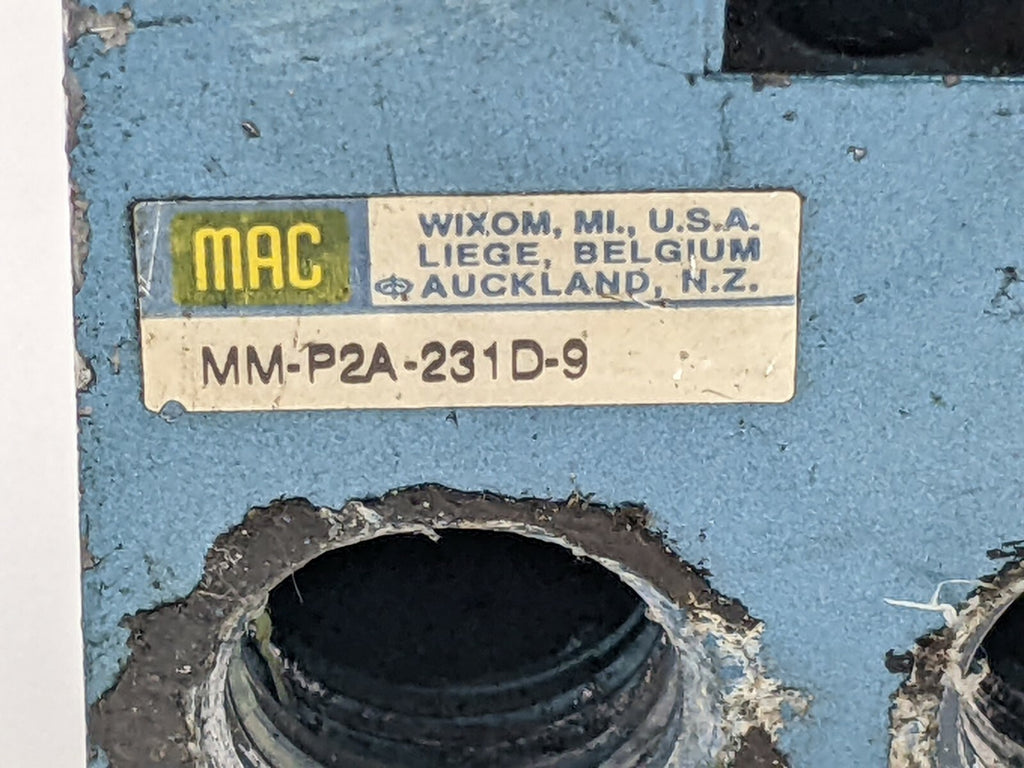 MAC
WIXOM, MI., U.S.A.
LIEGE, BELGIUM
AUCKLAND, N.Z.
MM-P2A-231D-9